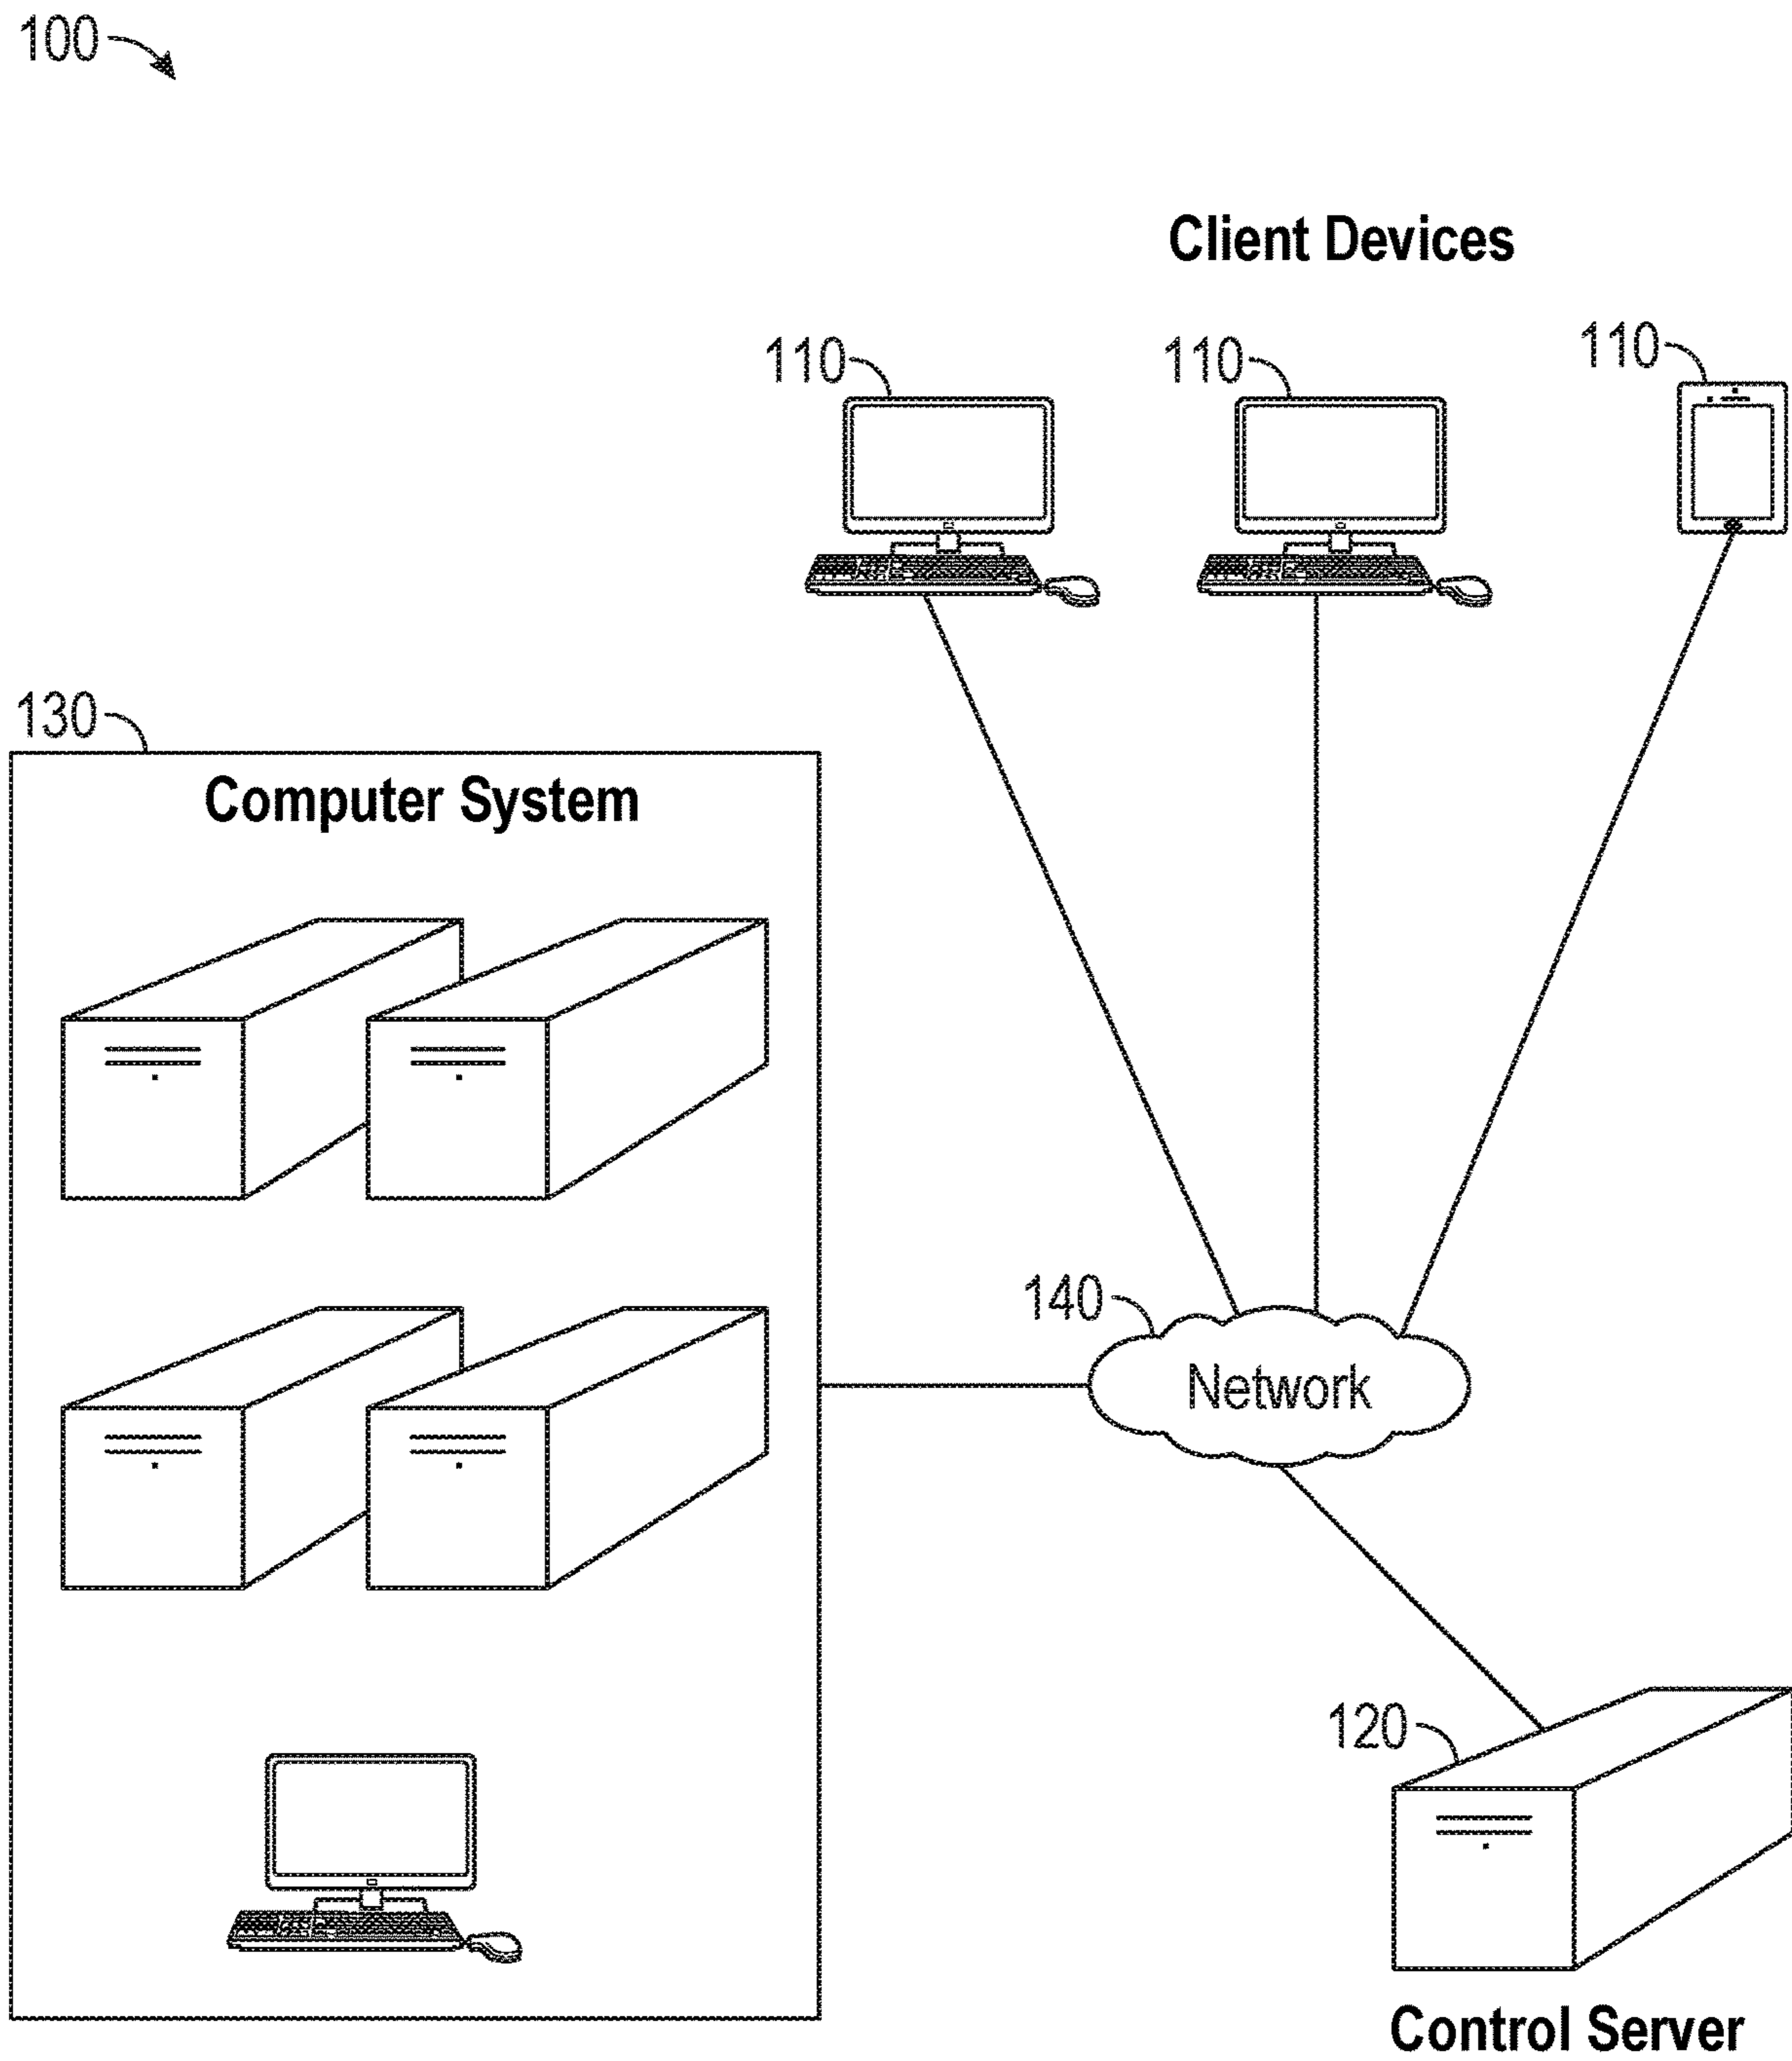 100
Client Devices
110
110
110
130
Computer System
140
Network
120
Control Server